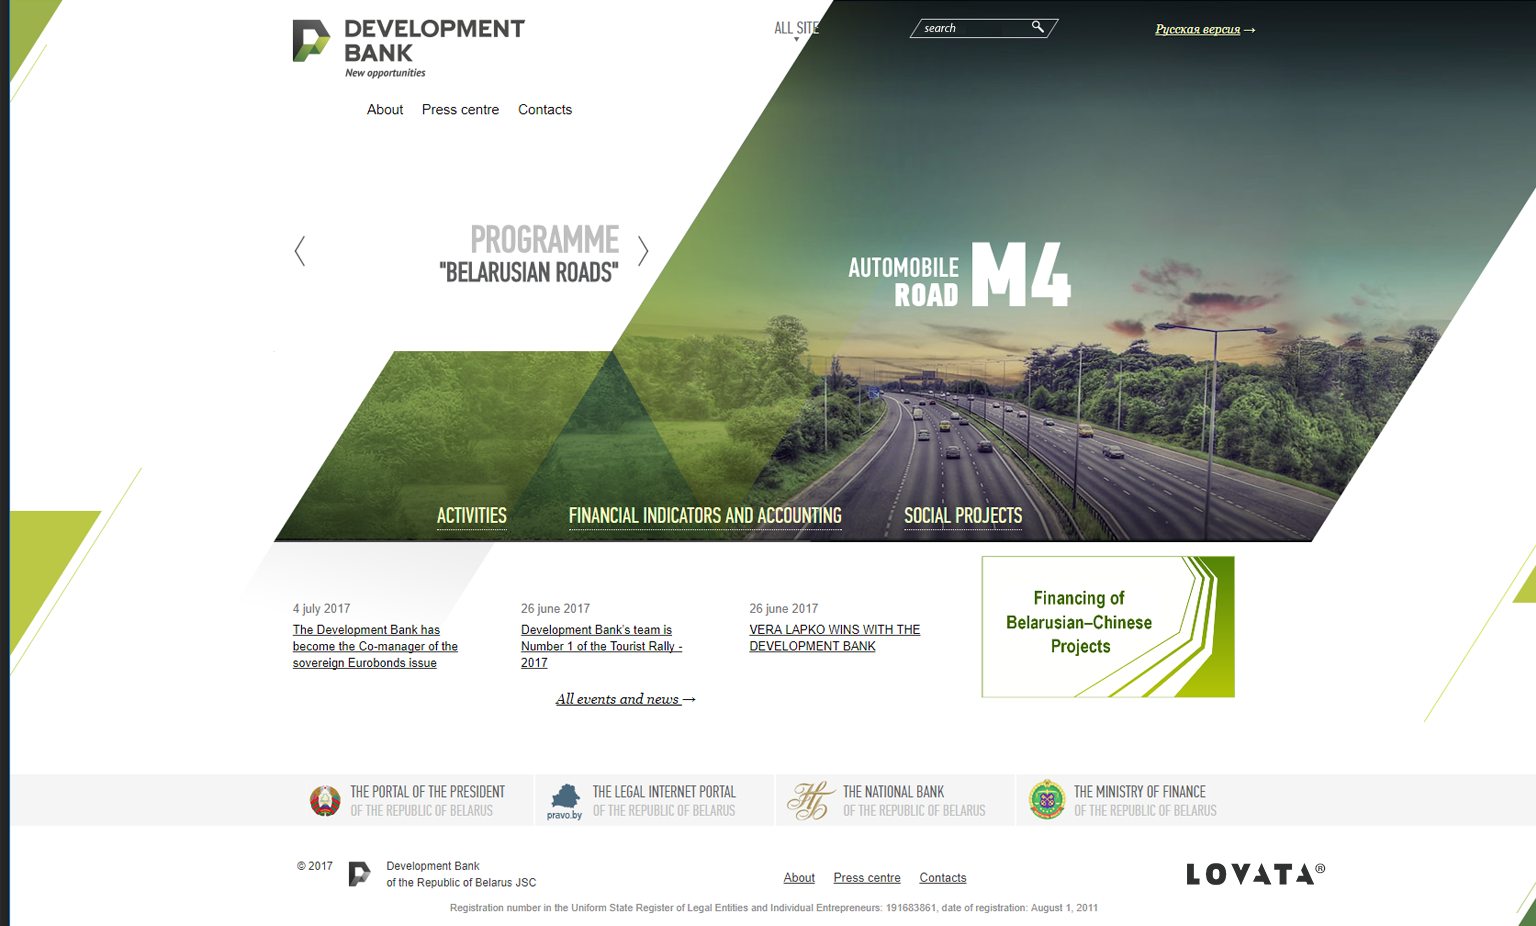 DEVELOPMENT
BANK
New opportunities
ALL SITE
search
Русская версия →
About Press centre Contacts
PROGRAMME
"BELARUSIAN ROADS"
AUTOMOBILE
ROAD M4
ACTIVITIES FINANCIAL INDICATORS AND ACCOUNTING SOCIAL PROJECTS
4 july 2017
The Development Bank has
become the Co-manager of the
sovereign Eurobonds issue
26 june 2017
Development Bank's team is
Number 1 of the Tourist Rally -
2017
26 june 2017
VERA LAPKO WINS WITH THE
DEVELOPMENT BANK
Financing of
Belarusian–Chinese
Projects
All events and news →
THE PORTAL OF THE PRESIDENT
OF THE REPUBLIC OF BELARUS
pravo.by
THE LEGAL INTERNET PORTAL
OF THE REPUBLIC OF BELARUS
THE NATIONAL BANK
OF THE REPUBLIC OF BELARUS
THE MINISTRY OF FINANCE
OF THE REPUBLIC OF BELARUS
© 2017
Development Bank
of the Republic of Belarus JSC
About Press centre Contacts
LOVATA®
Registration number in the Uniform State Register of Legal Entities and Individual Entrepreneurs: 191683861, date of registration: August 1, 2011